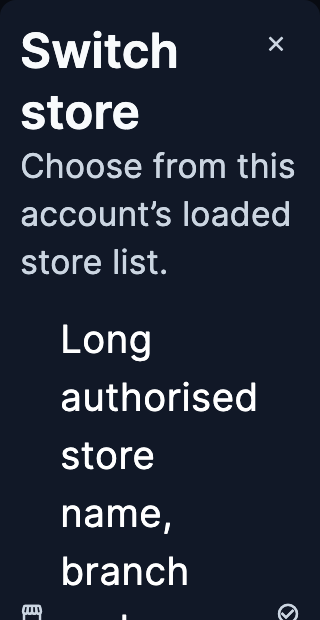 Switch
store
Choose from this
account’s loaded
store list.
Long
authorised
store
name,
branch